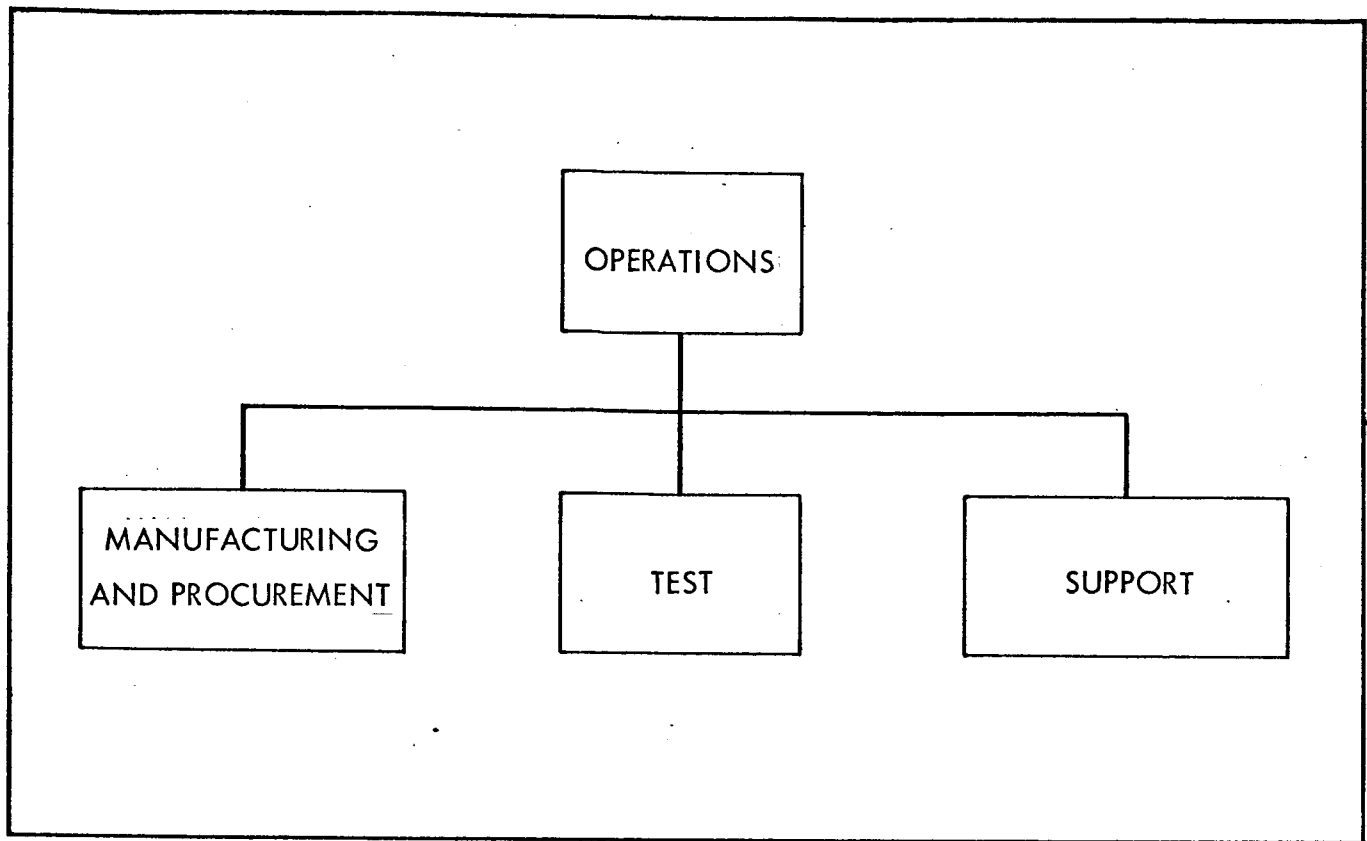 OPERATIONS
MANUFACTURING
AND PROCUREMENT
TEST
SUPPORT